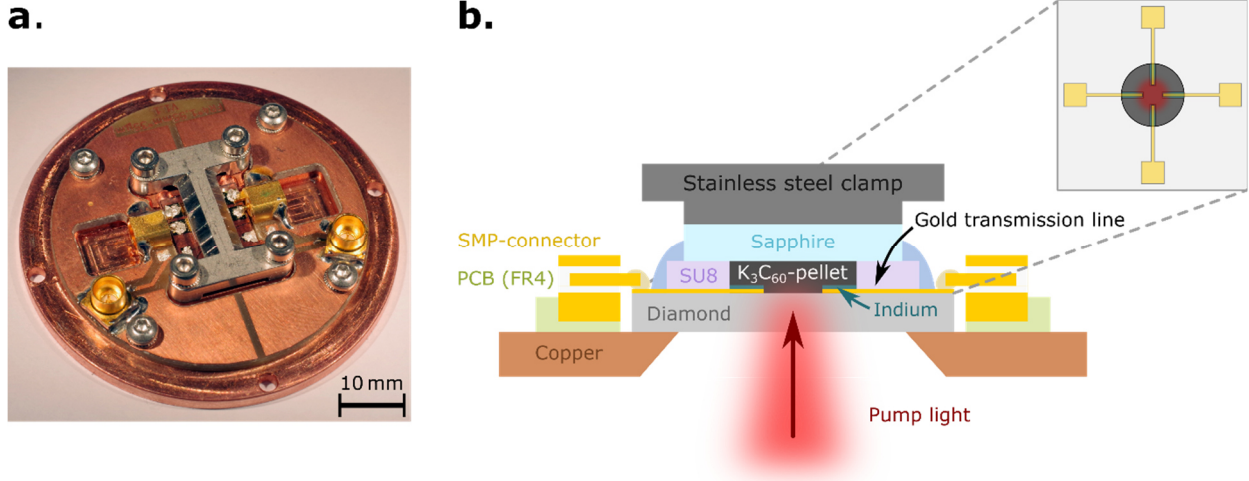 a.
b.
10 mm
Stainless steel clamp
Gold transmission line
SMP-connector
Sapphire
PCB (FR4)
SU8
K₃C₆₀-pellet
Diamond
Indium
Copper
Pump light